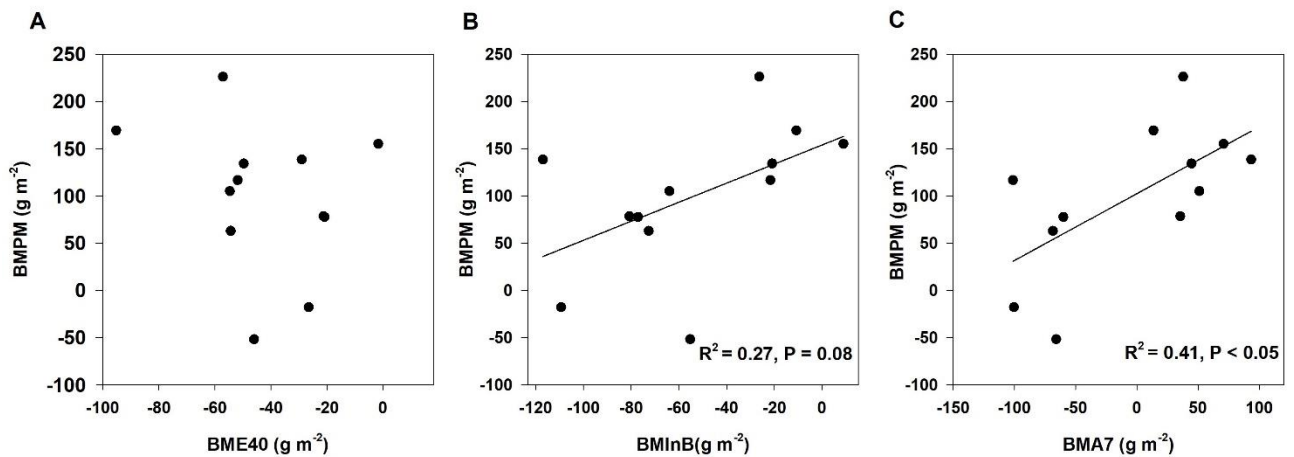 A
250
200
150
100
50
0
-50
-100
BMPM (g m⁻²)
-100 -80 -60 -40 -20 0
BME40 (g m⁻²)
B
250
200
150
100
50
0
-50
-100
BMPM (g m⁻²)
R² = 0.27, P = 0.08
-120 -100 -80 -60 -40 -20 0
BMInB(g m⁻²)
C
250
200
150
100
50
0
-50
-100
BMPM (g m⁻²)
R² = 0.41, P < 0.05
-150 -100 -50 0 50 100
BMA7 (g m⁻²)